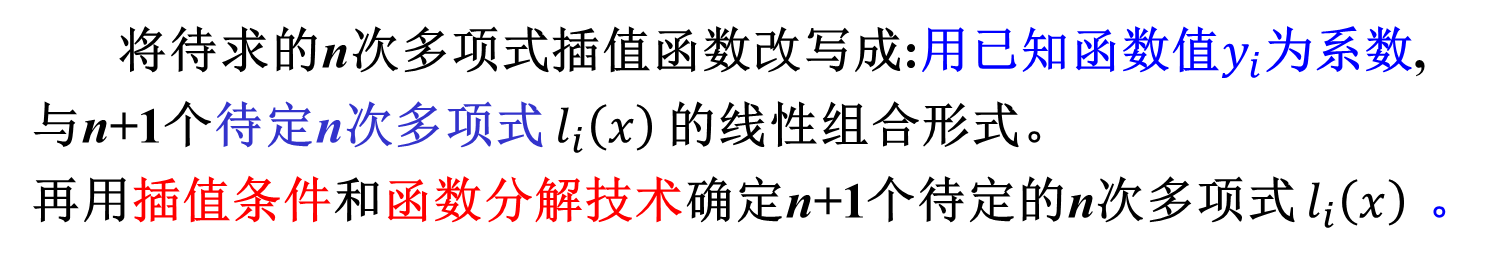 将待求的n次多项式插值函数改写成:用已知函数值yᵢ为系数,
与n+1个待定n次多项式 lᵢ(x) 的线性组合形式。
再用插值条件和函数分解技术确定n+1个待定的n次多项式 lᵢ(x) 。